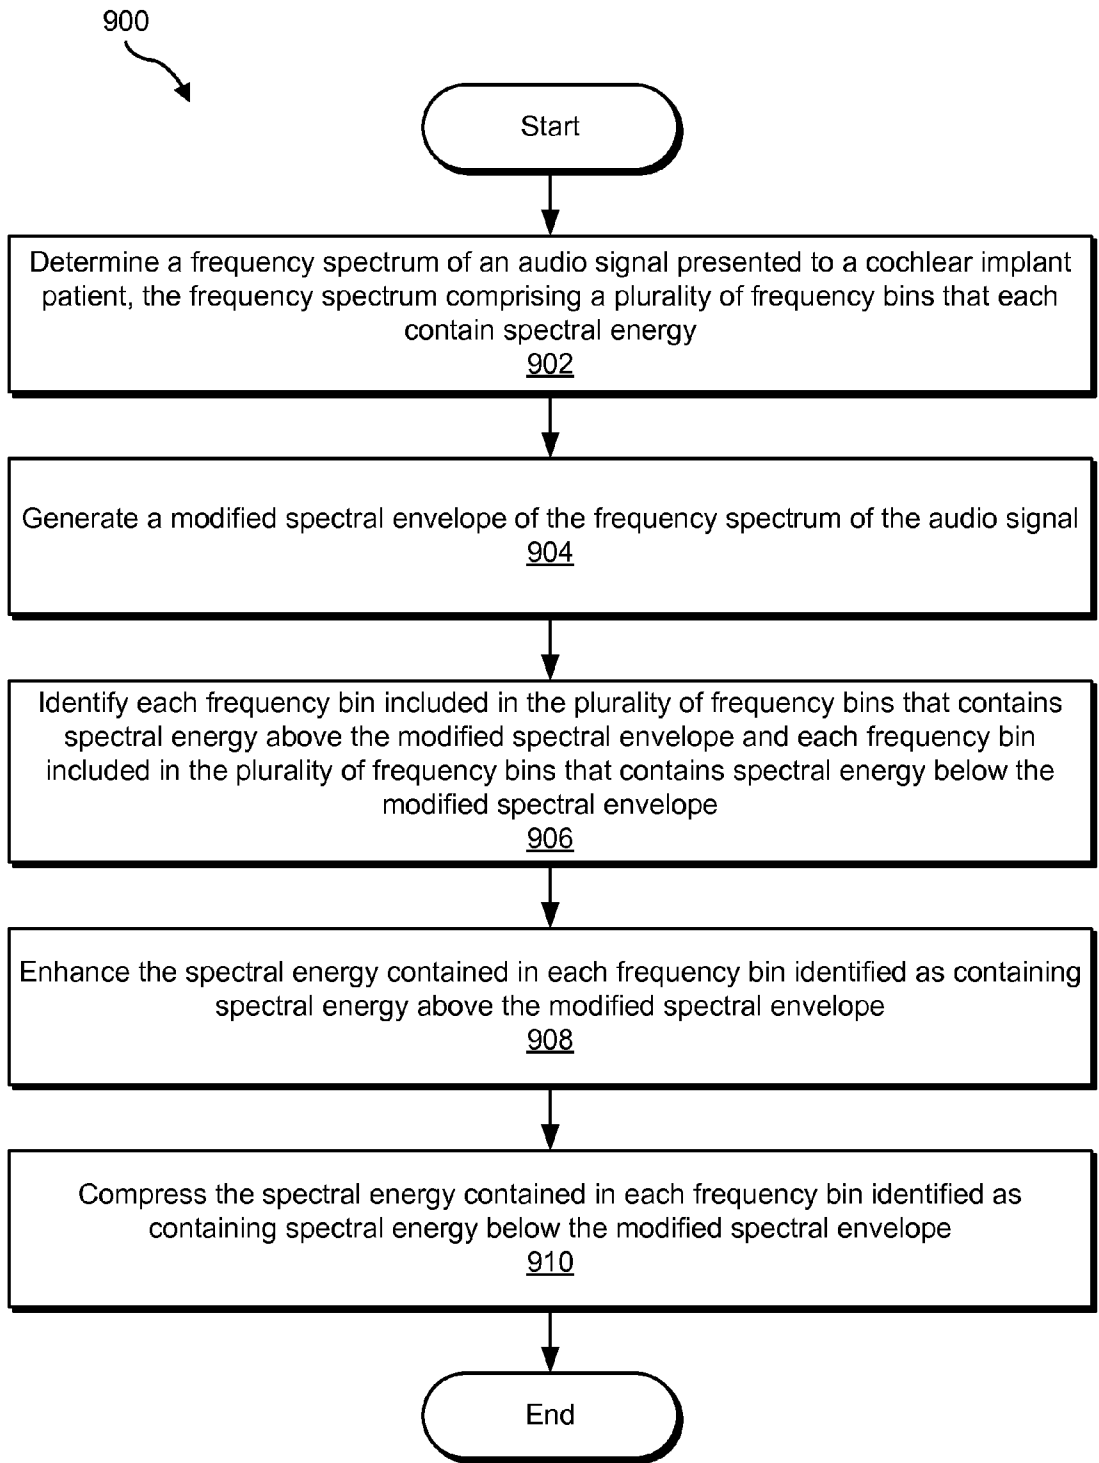 900
Start
Determine a frequency spectrum of an audio signal presented to a cochlear implant
patient, the frequency spectrum comprising a plurality of frequency bins that each
contain spectral energy
902
Generate a modified spectral envelope of the frequency spectrum of the audio signal
904
Identify each frequency bin included in the plurality of frequency bins that contains
spectral energy above the modified spectral envelope and each frequency bin
included in the plurality of frequency bins that contains spectral energy below the
modified spectral envelope
906
Enhance the spectral energy contained in each frequency bin identified as containing
spectral energy above the modified spectral envelope
908
Compress the spectral energy contained in each frequency bin identified as
containing spectral energy below the modified spectral envelope
910
End